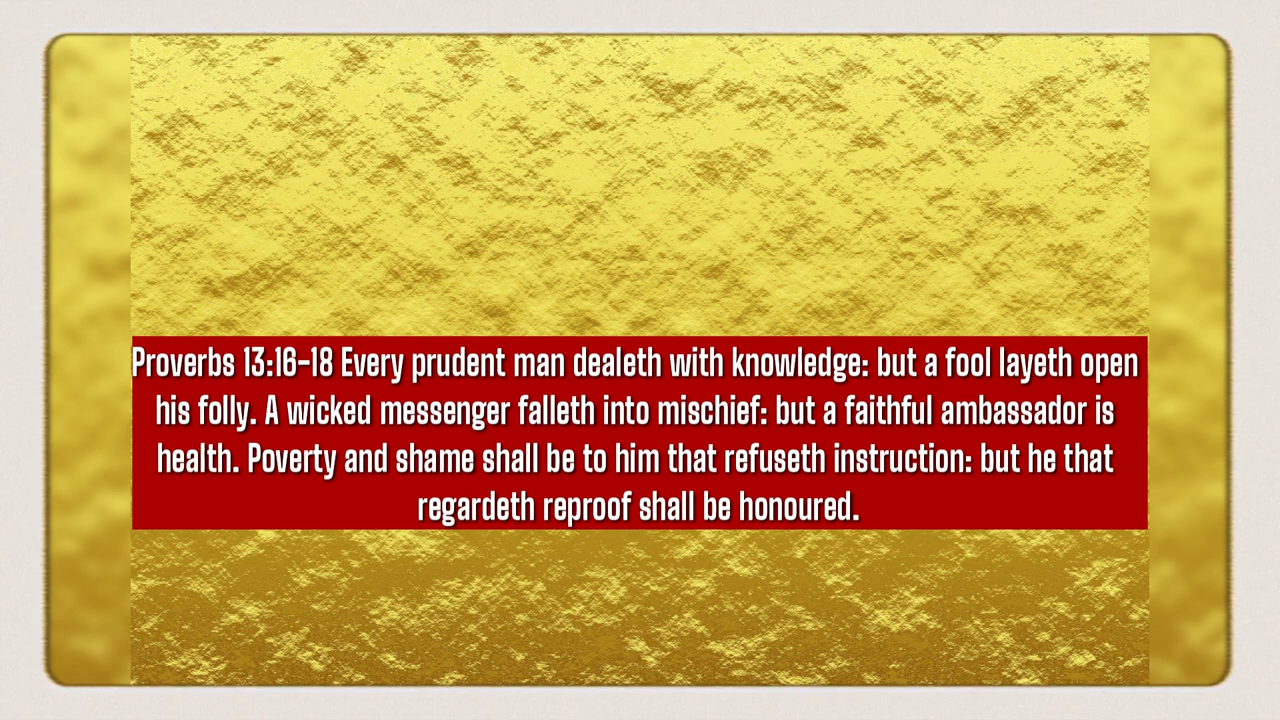 Proverbs 13:16-18 Every prudent man dealeth with knowledge: but a fool layeth open
his folly. A wicked messenger falleth into mischief: but a faithful ambassador is
health. Poverty and shame shall be to him that refuseth instruction: but he that
regardeth reproof shall be honoured.